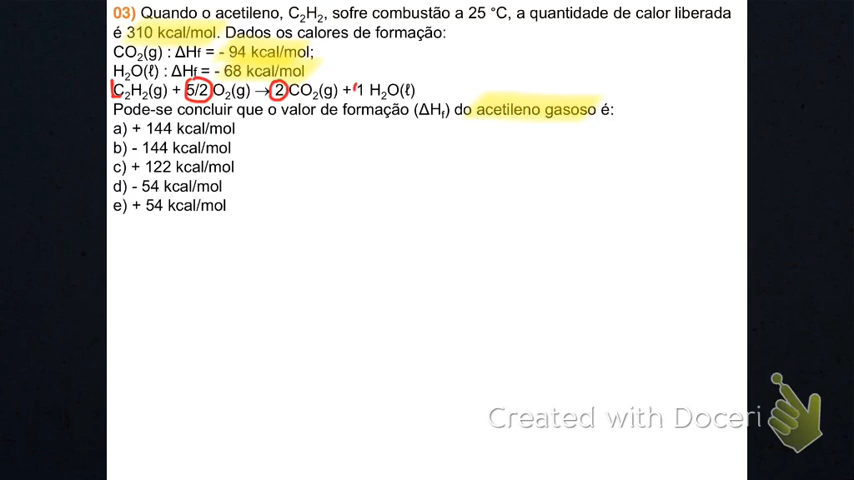 03) Quando o acetileno, C₂H₂, sofre combustão a 25 °C, a quantidade de calor liberada
é 310 kcal/mol. Dados os calores de formação:
CO₂(g) : ΔHf = - 94 kcal/mol;
H₂O(ℓ) : ΔHf = - 68 kcal/mol
C₂H₂(g) + 5/2 O₂(g) → 2 CO₂(g) + 1 H₂O(ℓ)
Pode-se concluir que o valor de formação (ΔHf) do acetileno gasoso é:
a) + 144 kcal/mol
b) - 144 kcal/mol
c) + 122 kcal/mol
d) - 54 kcal/mol
e) + 54 kcal/mol
Created with Doceri